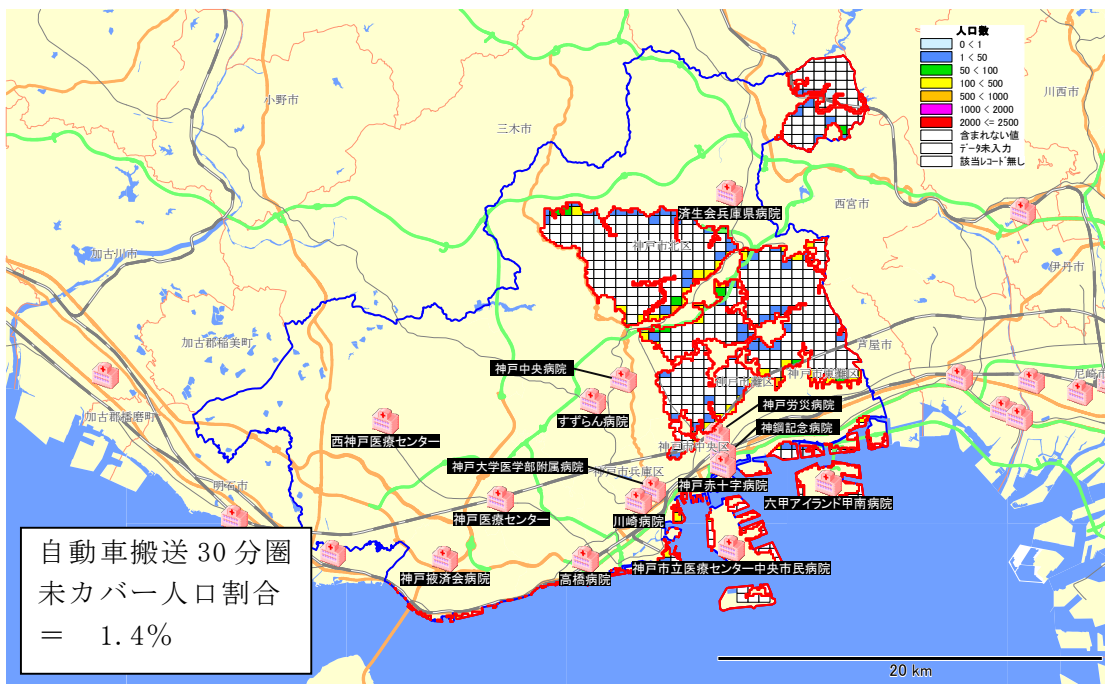 人口数
0 < 1
1 < 50
50 < 100
100 < 500
500 < 1000
1000 < 2000
2000 <= 2500
含まれない値
データ未入力
該当レコード無し
小野市
三木市
川西市
済生会兵庫県病院
西宮市
神戸市北区
加古川市
伊丹市
加古郡稲美町
芦屋市
神戸中央病院
神戸市灘区
神戸市東灘区
尼崎市
加古郡播磨町
すずらん病院
神戸労災病院
西神戸医療センター
神鋼記念病院
神戸市中央区
神戸大学医学部附属病院
神戸市兵庫区
明石市
神戸赤十字病院
六甲アイランド甲南病院
神戸医療センター
川崎病院
神戸掖済会病院
高橋病院
神戸市立医療センター中央市民病院
自動車搬送30分圏
未カバー人口割合
＝ 1.4%
20 km